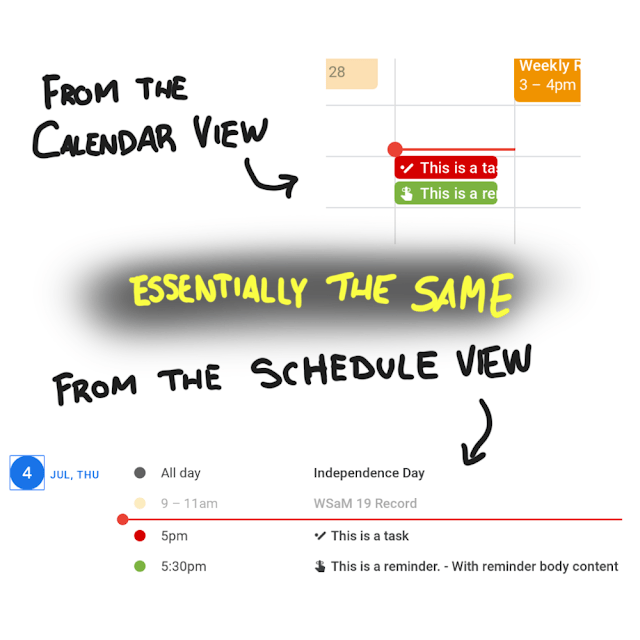 FROM THE
CALENDAR VIEW
28
Weekly R
3 – 4pm
This is a tas
This is a re
ESSENTIALLY THE SAME
FROM THE SCHEDULE VIEW
4 JUL, THU
All day Independence Day
9 – 11am WSaM 19 Record
5pm This is a task
5:30pm This is a reminder. - With reminder body content